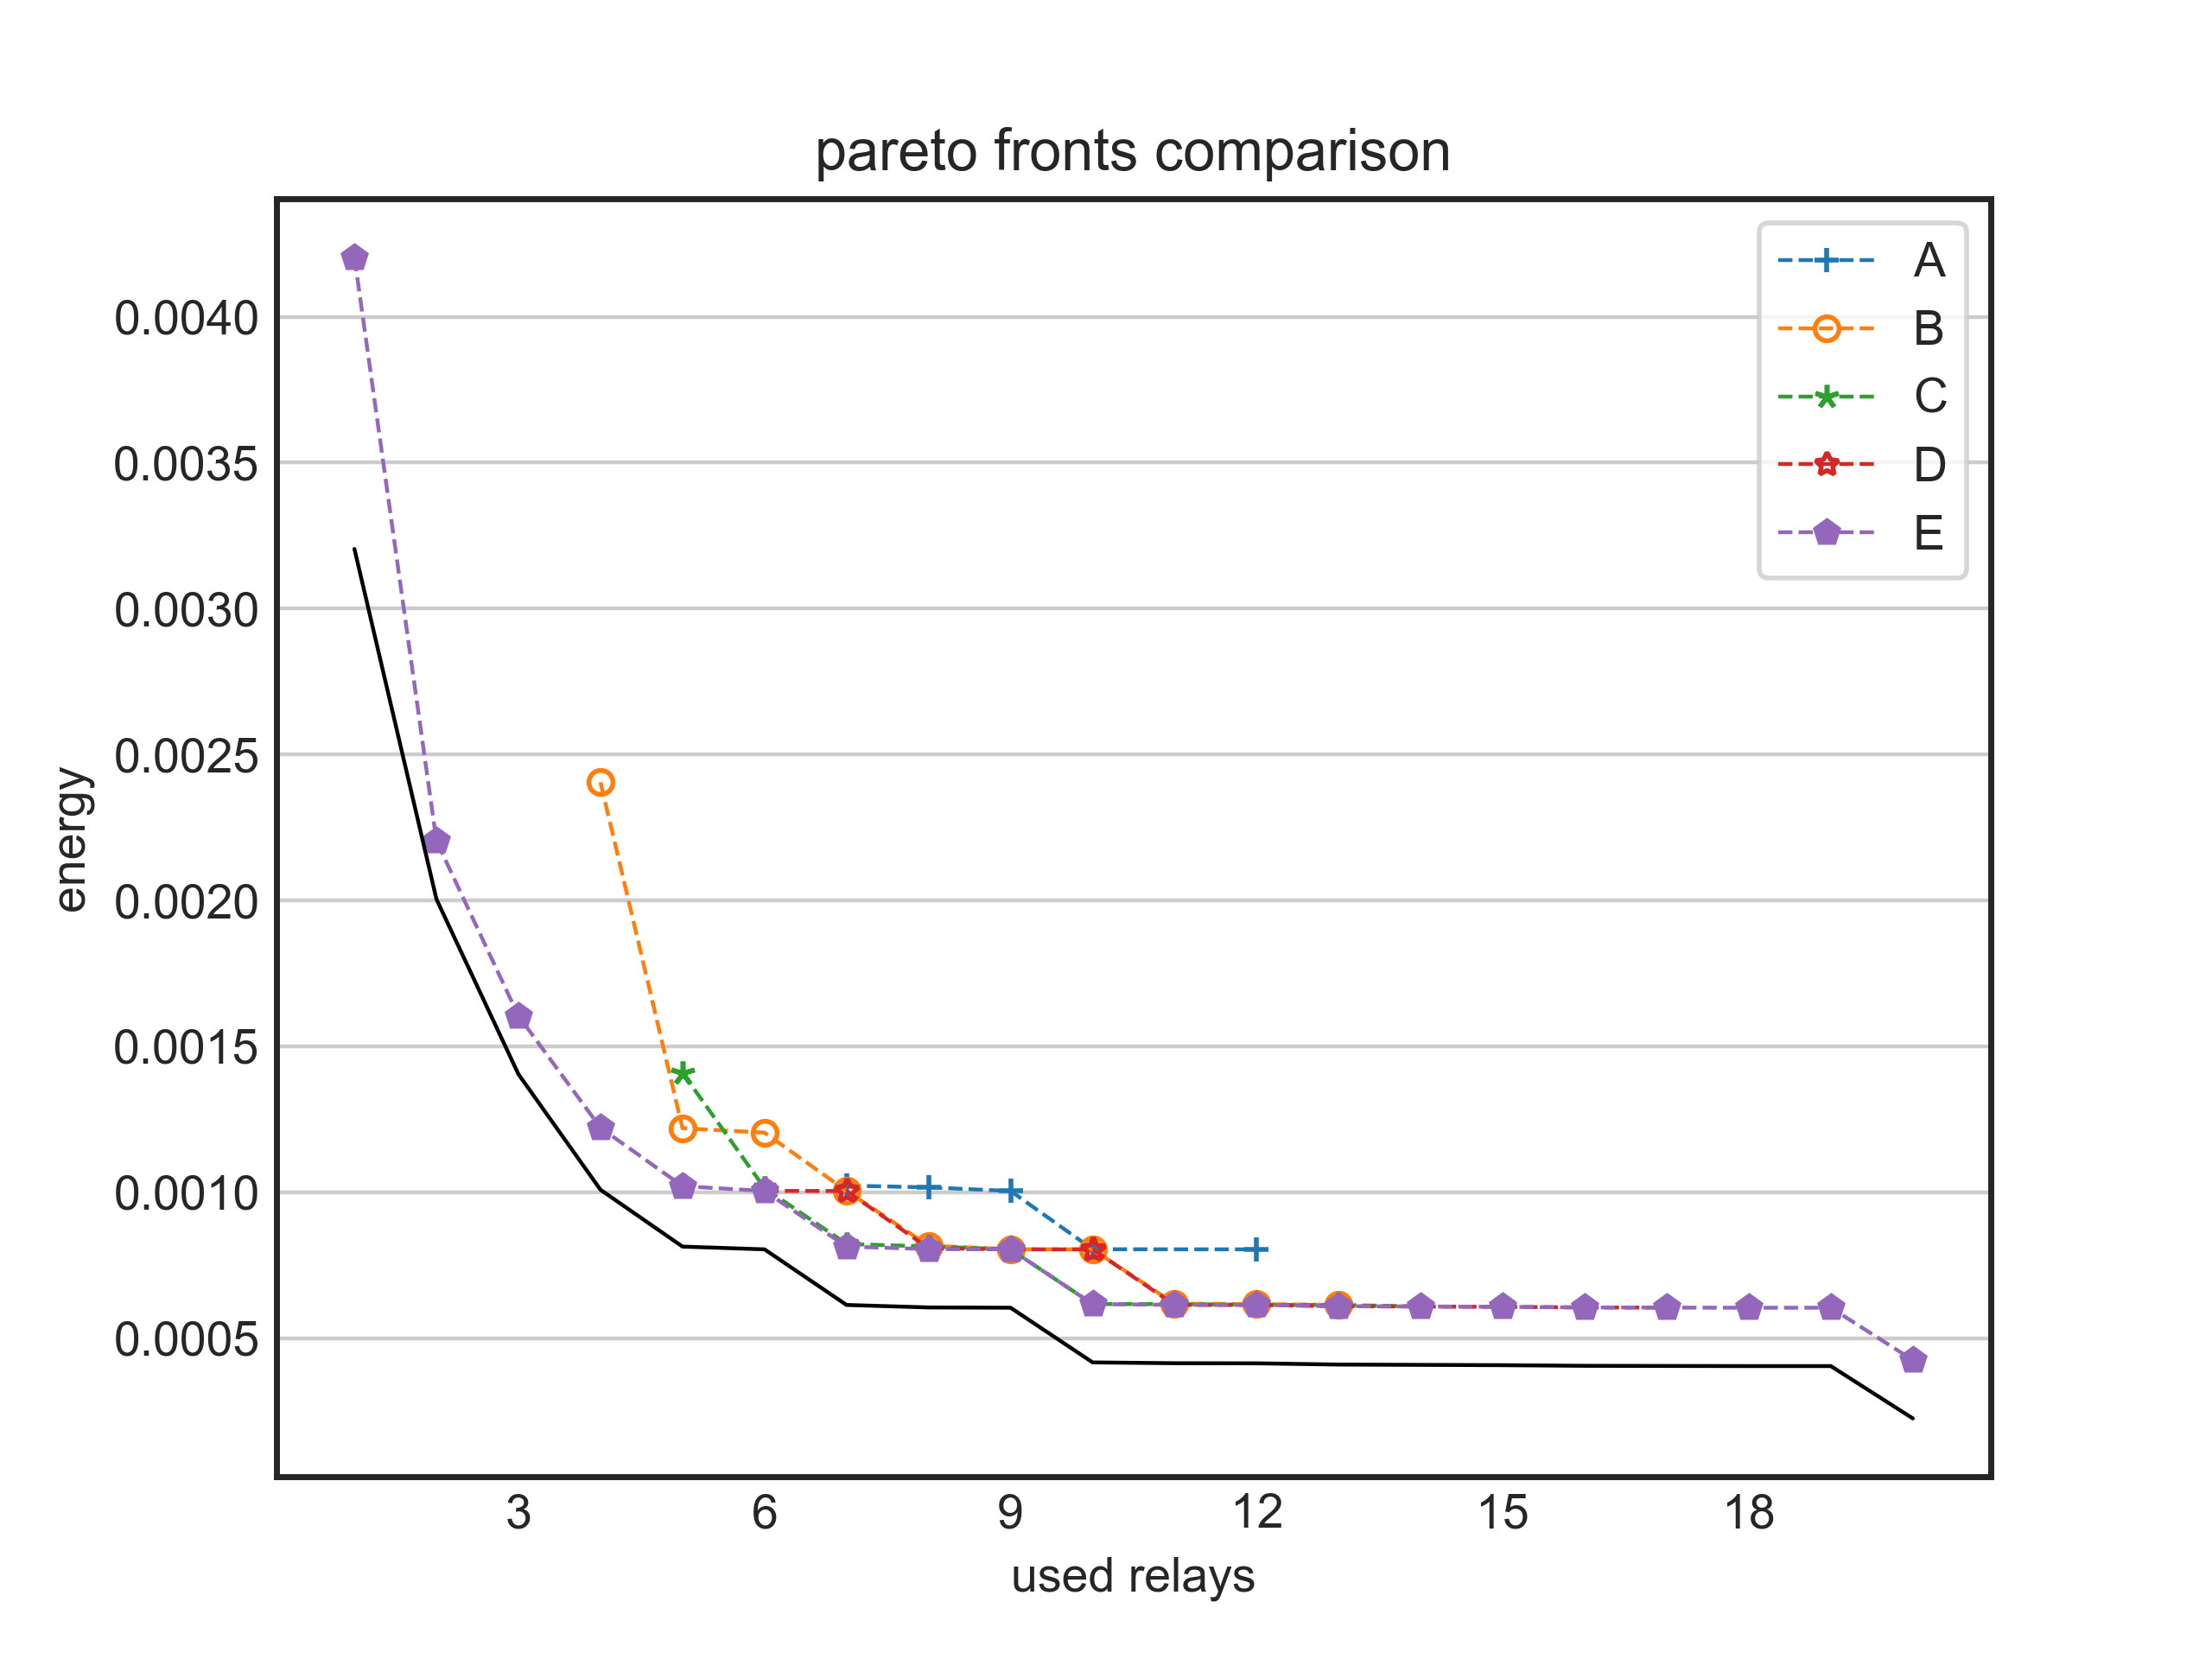 pareto fronts comparison
A
B
C
D
E
0.0040
0.0035
0.0030
0.0025
0.0020
0.0015
0.0010
0.0005
energy
3 6 9 12 15 18
used relays